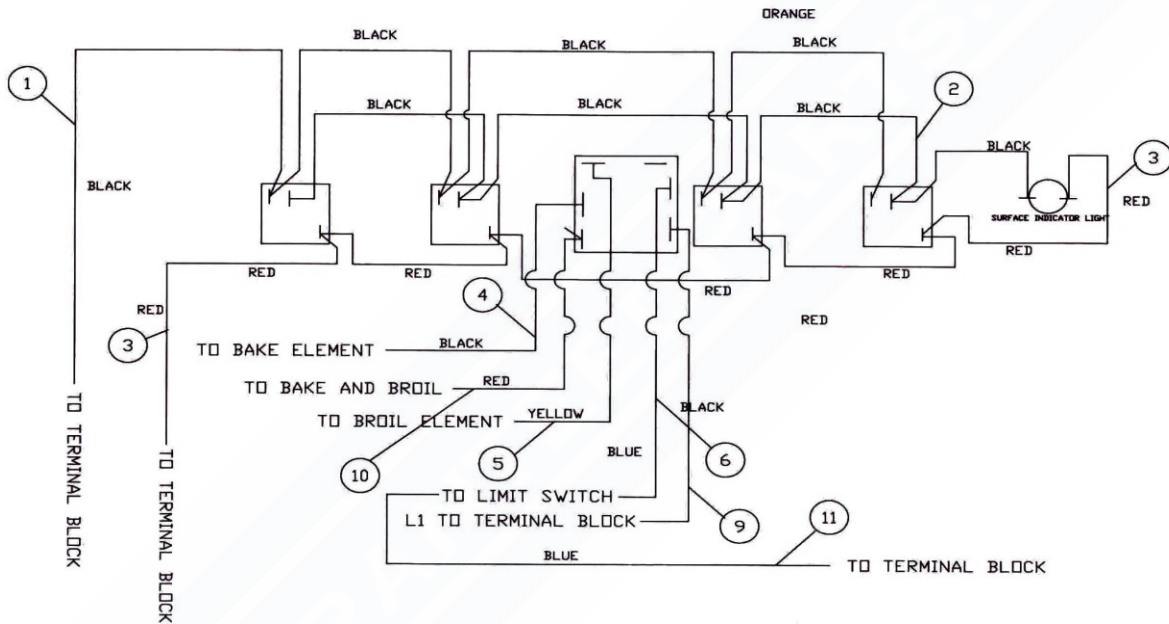 ORANGE
BLACK
BLACK
1
BLACK
BLACK
2
BLACK
3
BLACK
RED
SURFACE INDICATOR LIGHT
RED
RED
RED
RED
RED
RED
RED
3
4
TO BAKE ELEMENT
BLACK
TO BAKE AND BROIL
RED
TO BROIL ELEMENT
YELLOW
BLACK
BLUE
5
6
10
TO LIMIT SWITCH
L1 TO TERMINAL BLOCK
9
11
BLUE
TO TERMINAL BLOCK
TO TERMINAL BLOCK
TO TERMINAL BLOCK